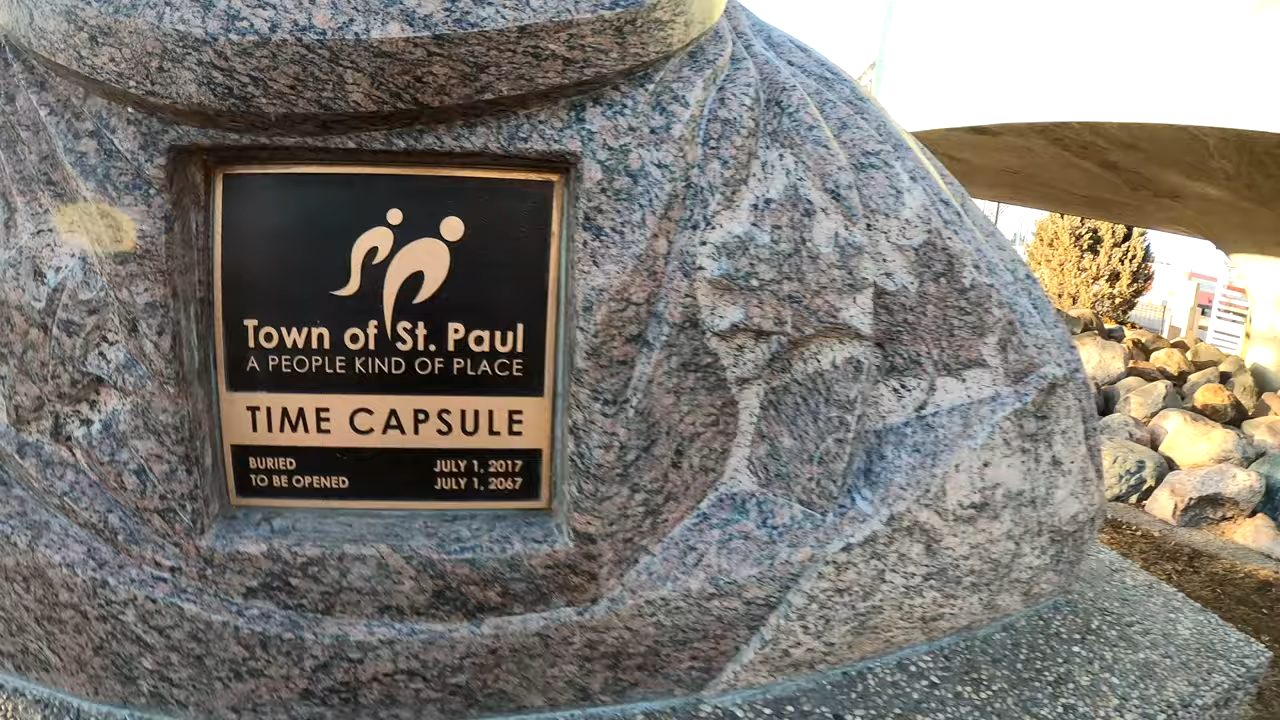 Town of St. Paul
A PEOPLE KIND OF PLACE
TIME CAPSULE
BURIED JULY 1, 2017
TO BE OPENED JULY 1, 2067